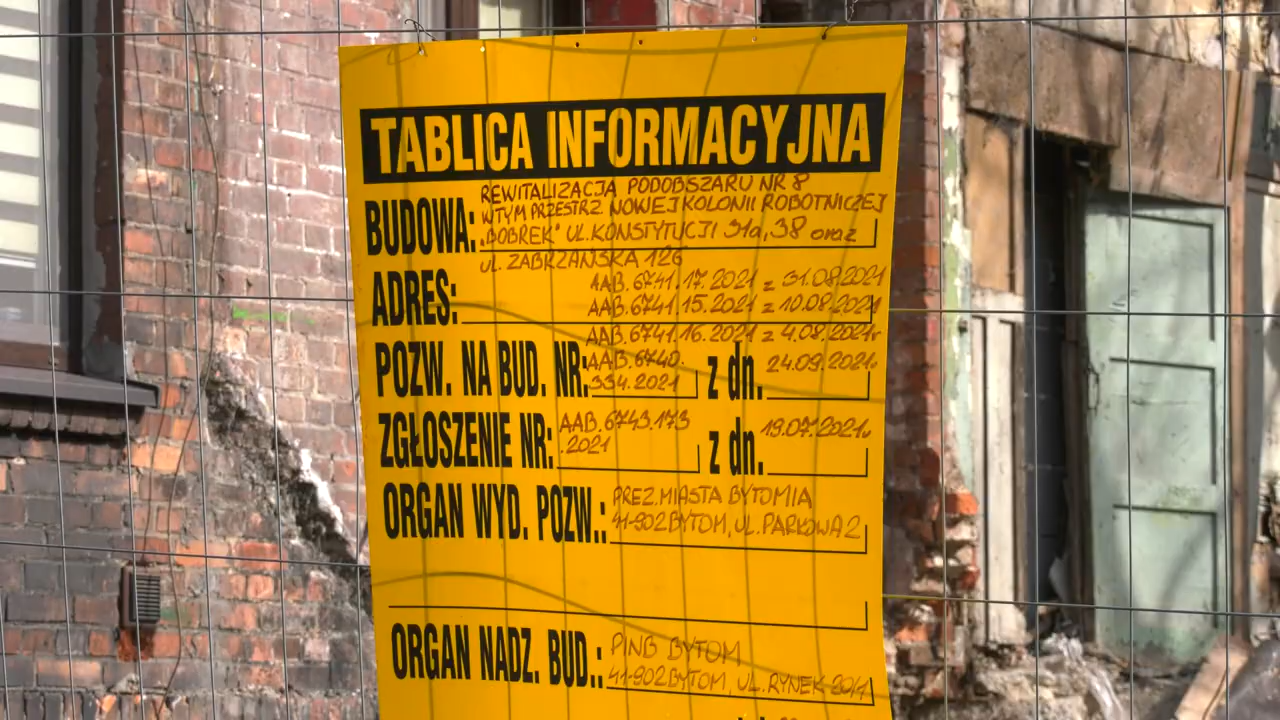 TABLICA INFORMACYJNA
REWITALIZACJA PODOBSZARU NR 8
WTYM PRZESTRZ NOWEJ KOLONII ROBOTNICZEJ
BUDOWA: „BOBREK" UL. KONSTYTUCJI 91a, 38 oraz
UL. ZABRZAŃSKA 126
AAB. 6741. 17. 2021 z 31.08.2021
ADRES: AAB. 6741. 15. 2021 z 10.08.2021
AAB. 6741. 16. 2021 z 4.08.2021r
POZW. NA BUD. NR: AAB. 6740. 334.2021 z dn. 24.09.2021r
ZGŁOSZENIE NR: AAB. 6743.173 .2021 z dn. 19.07.2021r
ORGAN WYD. POZW.: PREZ. MIASTA BYTOMIA
41-902 BYTOM, UL. PARKOWA 2
ORGAN NADZ. BUD.: PINB BYTOM
41-902 BYTOM, UL. RYNEK 20/1